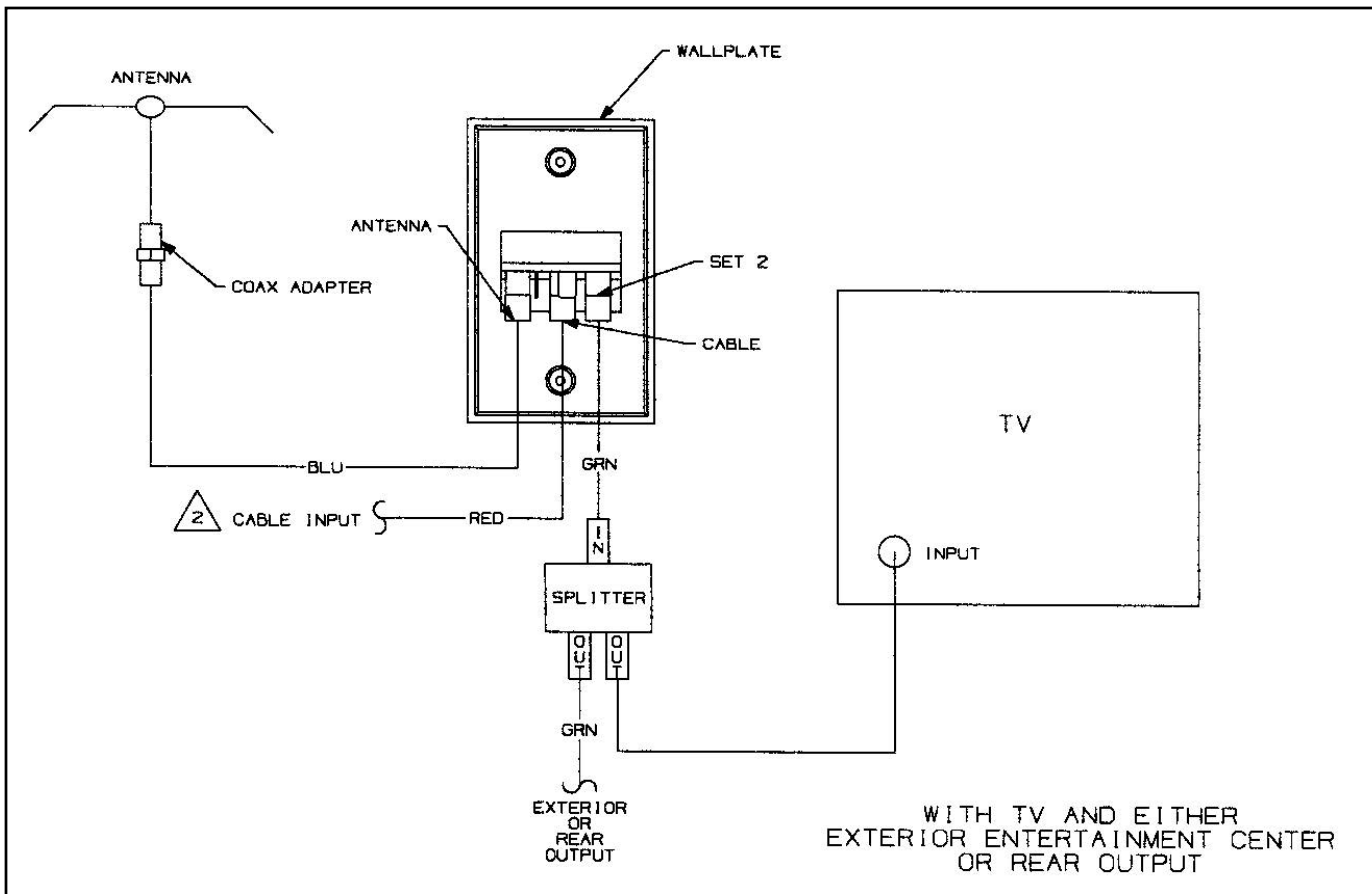 WALLPLATE
ANTENNA
ANTENNA
SET 2
COAX ADAPTER
CABLE
TV
BLU
GRN
2 CABLE INPUT
RED
IN
INPUT
SPLITTER
OUT
OUT
GRN
EXTERIOR
OR
REAR
OUTPUT
WITH TV AND EITHER
EXTERIOR ENTERTAINMENT CENTER
OR REAR OUTPUT